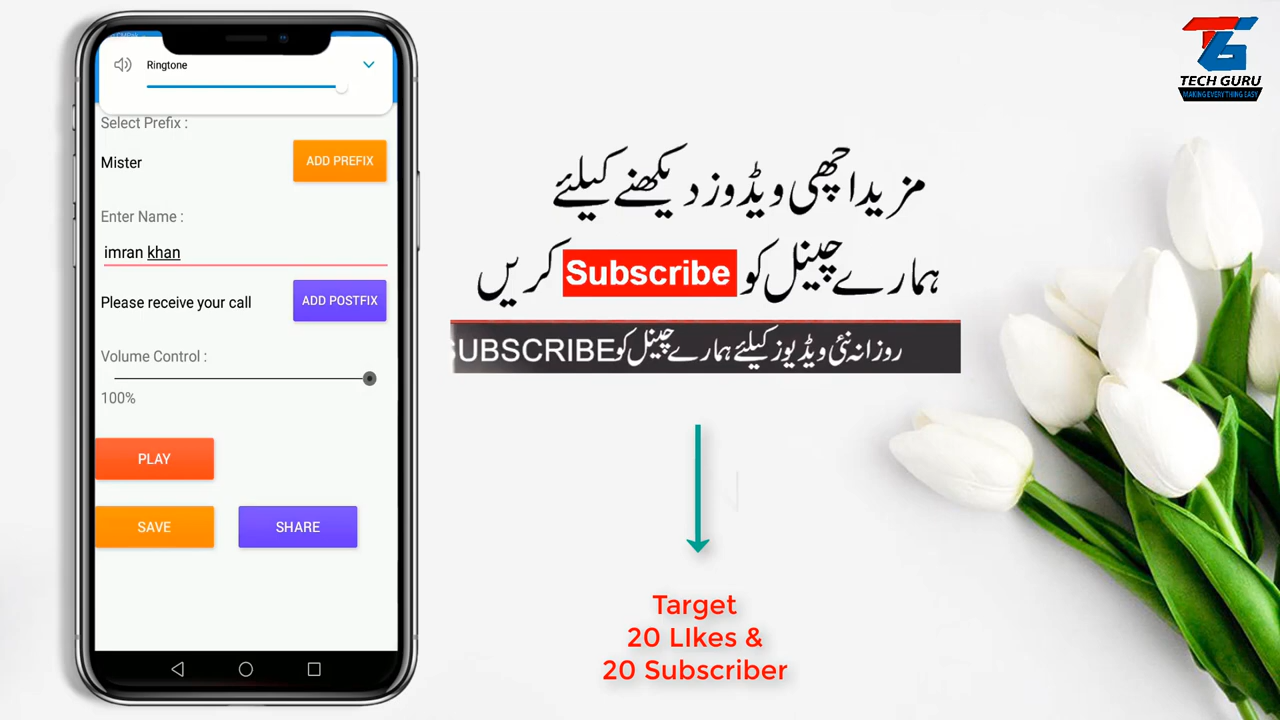 Ringtone
Select Prefix :
Mister
ADD PREFIX
Enter Name :
imran khan
Please receive your call
ADD POSTFIX
Volume Control :
100%
PLAY
SAVE
SHARE
مزید اچھی ویڈوز دیکھنے کیلئے
ہمارے چینل کو Subscribe کریں
روزانہ نئی ویڈیوز کیلئے ہمارے چینل کو SUBSCRIBE
Target
20 LIkes &
20 Subscriber
TECH GURU
MAKING EVERYTHING EASY